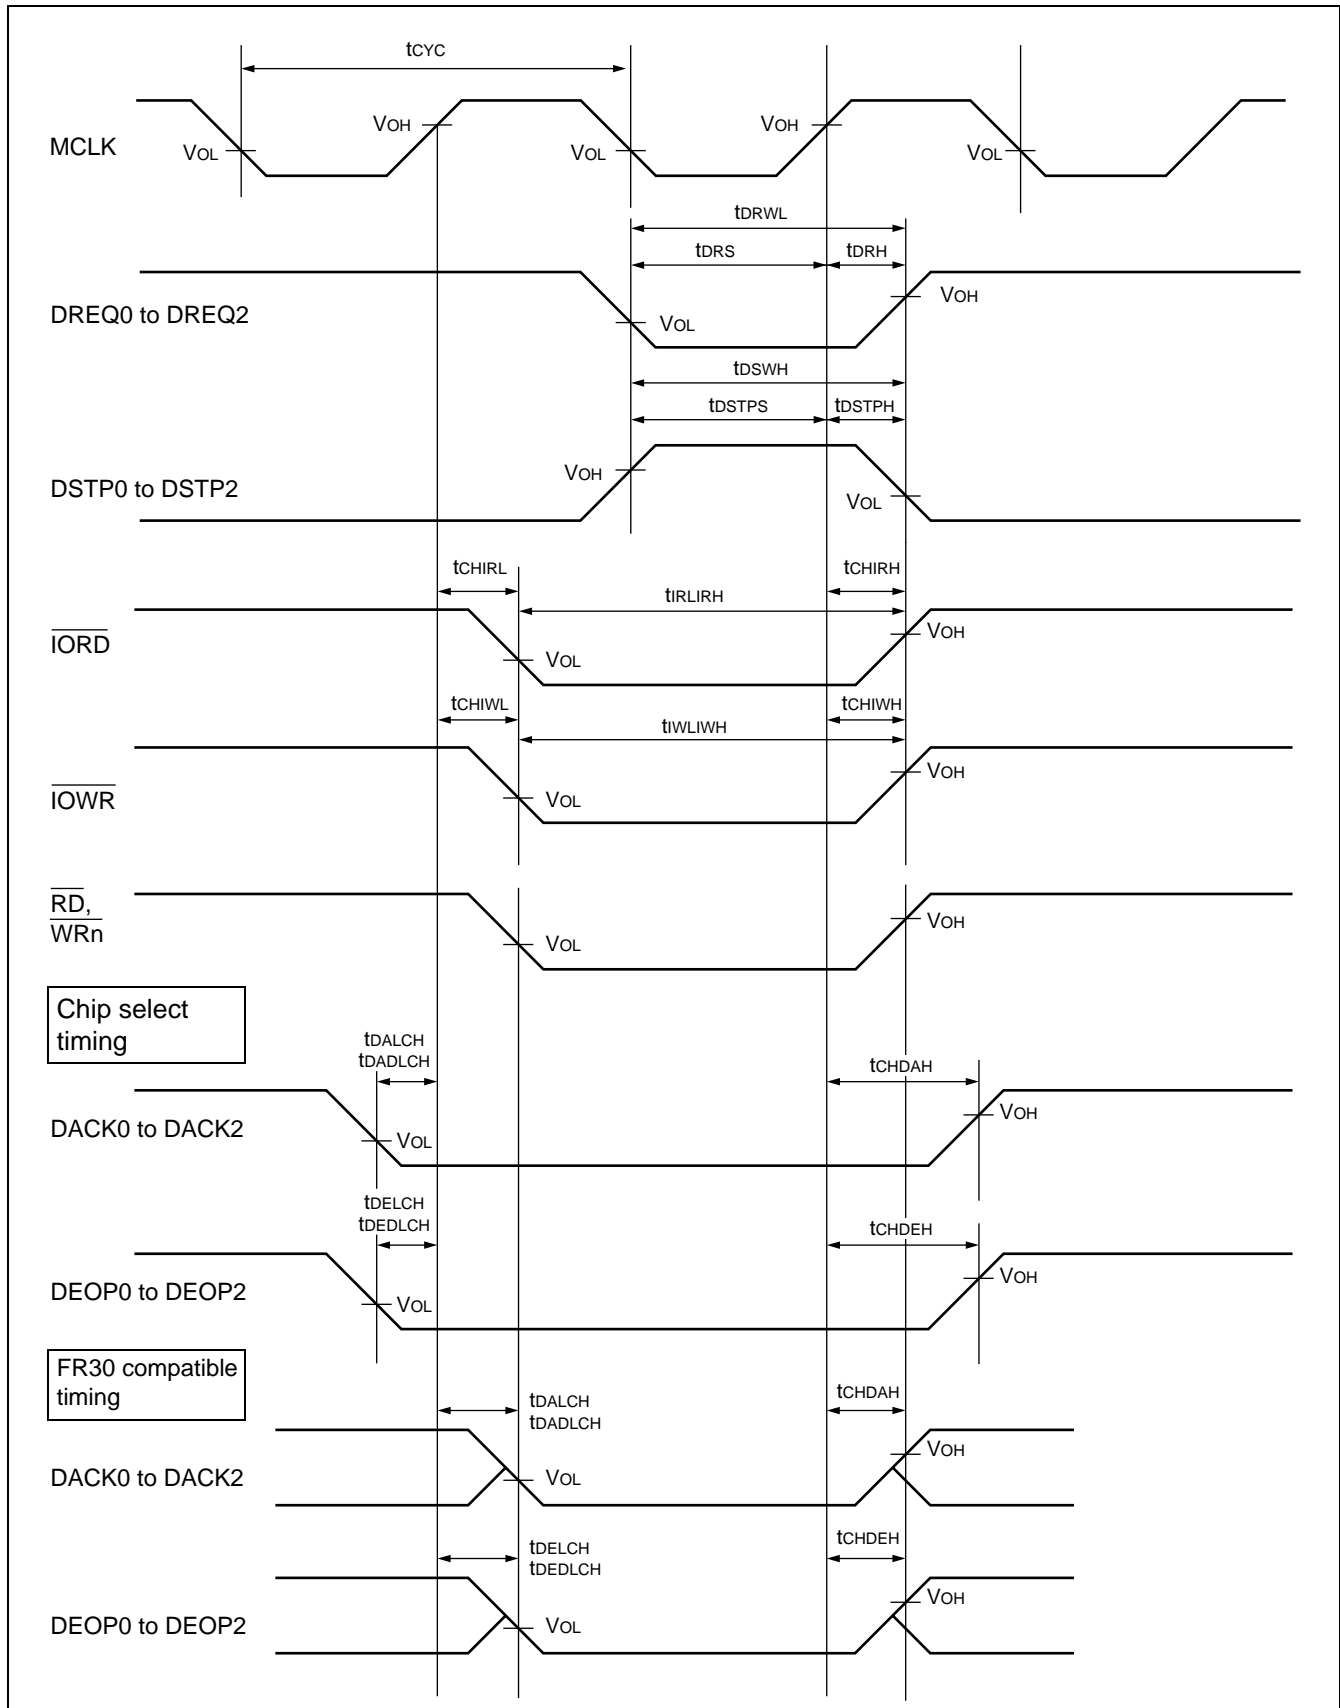 tCYC
MCLK
VOL
VOH
VOL
VOH
VOL
tDRWL
tDRS
tDRH
DREQ0 to DREQ2
VOL
VOH
tDSWH
tDSTPS
tDSTPH
DSTP0 to DSTP2
VOH
VOL
tCHIRL
tCHIRH
tIRLIRH
IORD
VOL
VOH
tCHIWL
tCHIWH
tIWLIWH
IOWR
VOL
VOH
RD,
WRn
VOL
VOH
Chip select
timing
tDALCH
tDADLCH
tCHDAH
DACK0 to DACK2
VOL
VOH
tDELCH
tDEDLCH
tCHDEH
DEOP0 to DEOP2
VOL
VOH
FR30 compatible
timing
tDALCH
tDADLCH
tCHDAH
DACK0 to DACK2
VOL
VOH
tDELCH
tDEDLCH
tCHDEH
DEOP0 to DEOP2
VOL
VOH